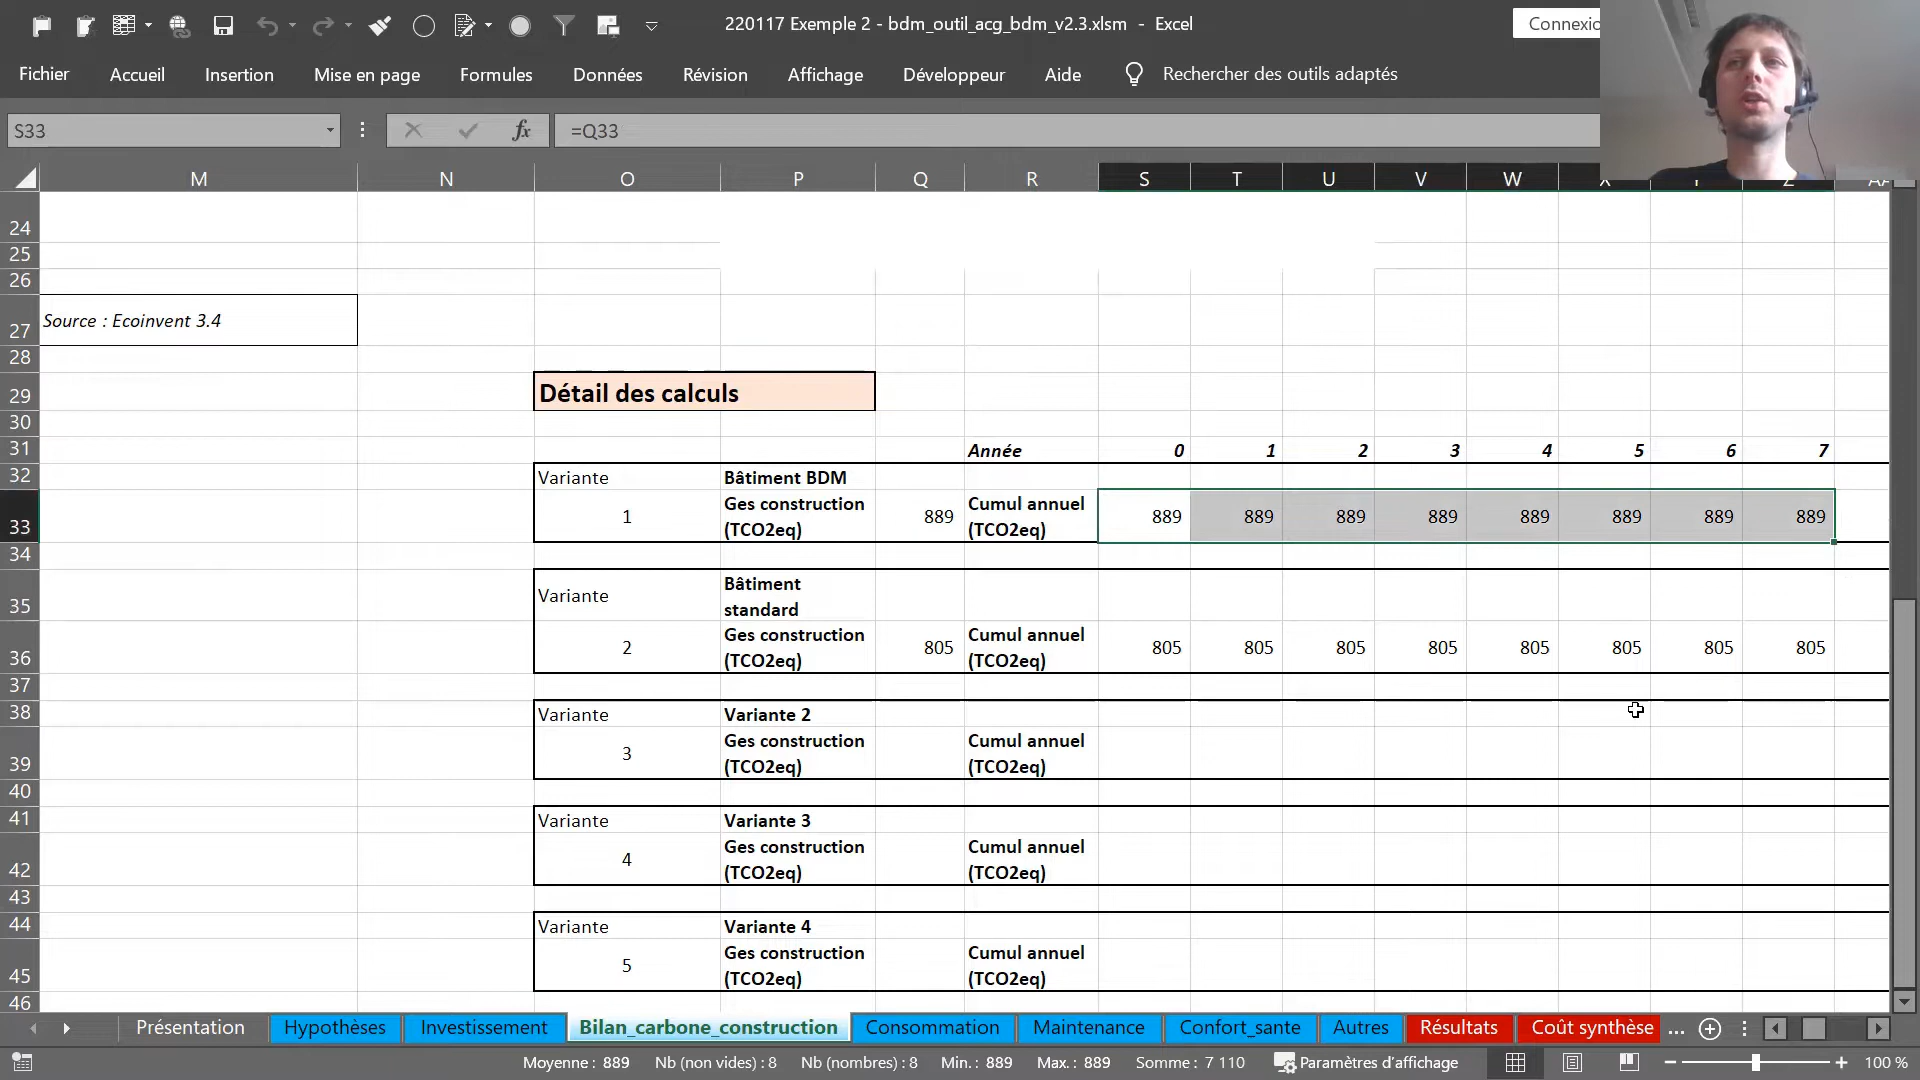 220117 Exemple 2 - bdm_outil_acg_bdm_v2.3.xlsm - Excel
Fichier Accueil Insertion Mise en page Formules Données Révision Affichage Développeur Aide Rechercher des outils adaptés
S33 fx =Q33
M N O P Q R S T U V W
24
25
26
27 Source : Ecoinvent 3.4
28
29 Détail des calculs
30
31 Année 0 1 2 3 4 5 6 7
32 Variante Bâtiment BDM
33 1 Ges construction (TCO2eq) 889 Cumul annuel (TCO2eq) 889 889 889 889 889 889 889 889
34
35 Variante Bâtiment standard
36 2 Ges construction (TCO2eq) 805 Cumul annuel (TCO2eq) 805 805 805 805 805 805 805 805
37
38 Variante Variante 2
39 3 Ges construction (TCO2eq) Cumul annuel (TCO2eq)
40
41 Variante Variante 3
42 4 Ges construction (TCO2eq) Cumul annuel (TCO2eq)
43
44 Variante Variante 4
45 5 Ges construction (TCO2eq) Cumul annuel (TCO2eq)
46
Présentation Hypothèses Investissement Bilan_carbone_construction Consommation Maintenance Confort_sante Autres Résultats Coût synthèse ...
Moyenne : 889 Nb (non vides) : 8 Nb (nombres) : 8 Min. : 889 Max. : 889 Somme : 7 110 Paramètres d'affichage 100 %